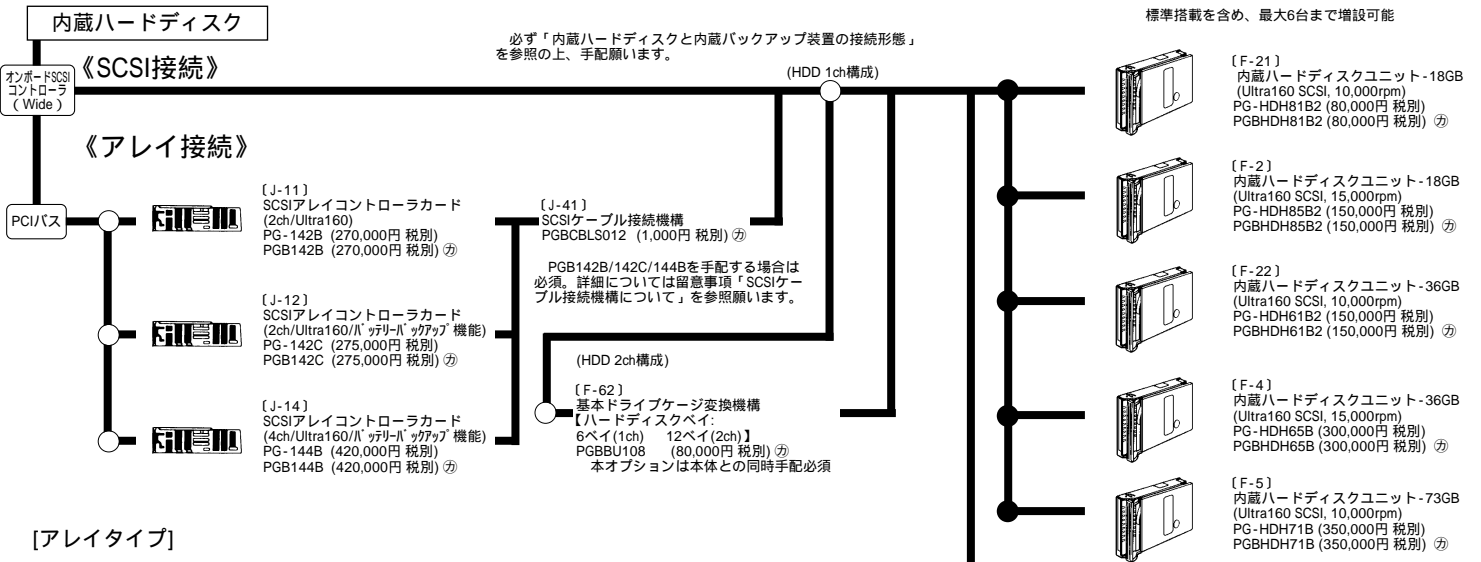 内蔵ハードディスク
標準搭載を含め、最大6台まで増設可能
必ず「内蔵ハードディスクと内蔵バックアップ装置の接続形態」
を参照の上、手配願います。
オンボードSCSI
コントローラ
(Wide)
《SCSI接続》
(HDD 1ch構成)
《アレイ接続》
PCIバス
〔J-11〕
SCSIアレイコントローラカード
(2ch/Ultra160)
PG-142B (270,000円 税別)
PGB142B (270,000円 税別) ㋕
〔J-12〕
SCSIアレイコントローラカード
(2ch/Ultra160/バッテリーバックアップ機能)
PG-142C (275,000円 税別)
PGB142C (275,000円 税別) ㋕
〔J-14〕
SCSIアレイコントローラカード
(4ch/Ultra160/バッテリーバックアップ機能)
PG-144B (420,000円 税別)
PGB144B (420,000円 税別) ㋕
〔J-41〕
SCSIケーブル接続機構
PGBCBLS012 (1,000円 税別) ㋕
PGB142B/142C/144Bを手配する場合は
必須。詳細については留意事項「SCSIケー
ブル接続機構について」を参照願います。
(HDD 2ch構成)
〔F-62〕
基本ドライブケージ変換機構
【ハードディスクベイ:
6ベイ(1ch) 12ベイ(2ch)】
PGBBU108 (80,000円 税別) ㋕
本オプションは本体との同時手配必須
〔F-21〕
内蔵ハードディスクユニット-18GB
(Ultra160 SCSI, 10,000rpm)
PG-HDH81B2 (80,000円 税別)
PGBHDH81B2 (80,000円 税別) ㋕
〔F-2〕
内蔵ハードディスクユニット-18GB
(Ultra160 SCSI, 15,000rpm)
PG-HDH85B2 (150,000円 税別)
PGBHDH85B2 (150,000円 税別) ㋕
〔F-22〕
内蔵ハードディスクユニット-36GB
(Ultra160 SCSI, 10,000rpm)
PG-HDH61B2 (150,000円 税別)
PGBHDH61B2 (150,000円 税別) ㋕
〔F-4〕
内蔵ハードディスクユニット-36GB
(Ultra160 SCSI, 15,000rpm)
PG-HDH65B (300,000円 税別)
PGBHDH65B (300,000円 税別) ㋕
〔F-5〕
内蔵ハードディスクユニット-73GB
(Ultra160 SCSI, 10,000rpm)
PG-HDH71B (350,000円 税別)
PGBHDH71B (350,000円 税別) ㋕
[アレイタイプ]